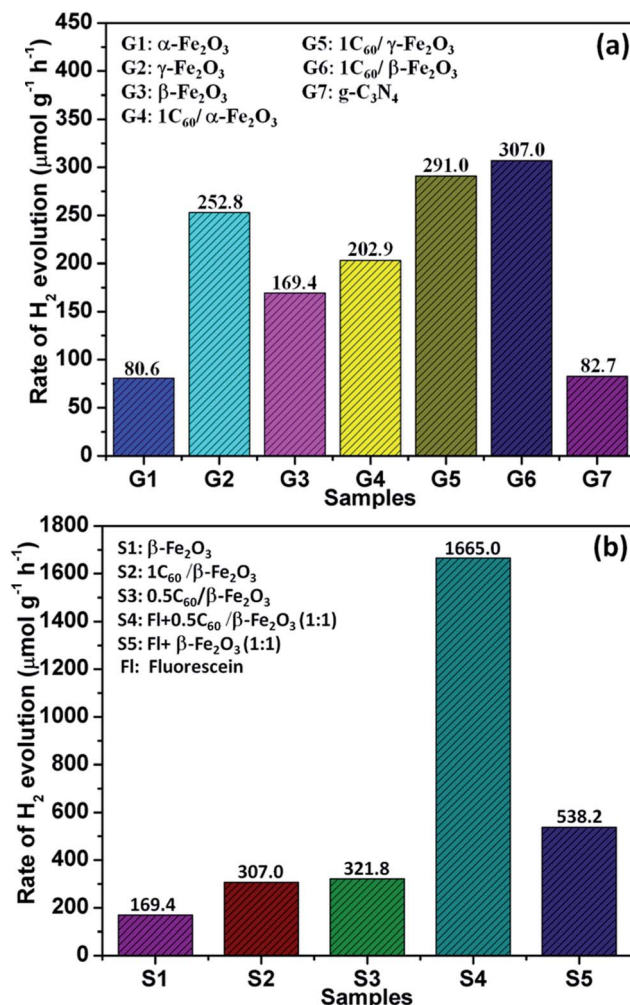 (a)
G1: α-Fe₂O₃
G2: γ-Fe₂O₃
G3: β-Fe₂O₃
G4: 1C₆₀/ α-Fe₂O₃
G5: 1C₆₀/ γ-Fe₂O₃
G6: 1C₆₀/ β-Fe₂O₃
G7: g-C₃N₄
Rate of H₂ evolution (μmol g⁻¹ h⁻¹)
450
400
350
300
250
200
150
100
50
0
80.6
252.8
169.4
202.9
291.0
307.0
82.7
G1 G2 G3 G4 G5 G6 G7
Samples
(b)
S1: β-Fe₂O₃
S2: 1C₆₀ /β-Fe₂O₃
S3: 0.5C₆₀/β-Fe₂O₃
S4: Fl+0.5C₆₀ /β-Fe₂O₃ (1:1)
S5: Fl+ β-Fe₂O₃ (1:1)
Fl: Fluorescein
Rate of H₂ evolution (μmol g⁻¹ h⁻¹)
1800
1600
1400
1200
1000
800
600
400
200
0
169.4
307.0
321.8
1665.0
538.2
S1 S2 S3 S4 S5
Samples